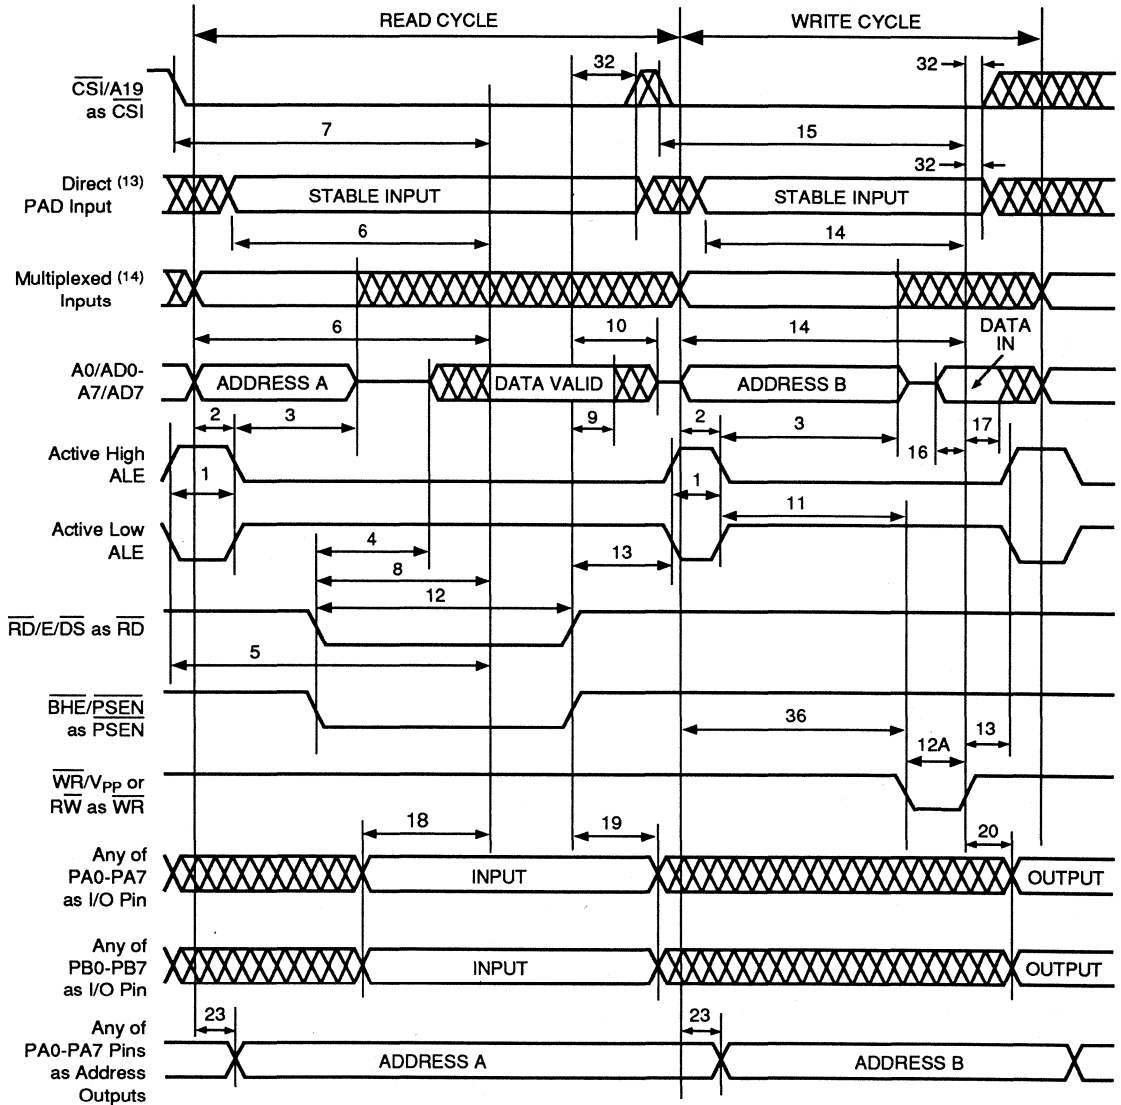 READ CYCLE
WRITE CYCLE
32
32
CSI/A19
as CSI
7
15
32
Direct (13)
PAD Input
STABLE INPUT
STABLE INPUT
6
14
Multiplexed (14)
Inputs
6
10
14
DATA
IN
A0/AD0-
A7/AD7
ADDRESS A
DATA VALID
ADDRESS B
2
3
9
2
3
17
16
Active High
ALE
1
1
11
Active Low
ALE
4
13
8
12
RD/E/DS as RD
5
BHE/PSEN
as PSEN
36
13
12A
WR/VPP or
RW as WR
18
19
20
Any of
PA0-PA7
as I/O Pin
INPUT
OUTPUT
Any of
PB0-PB7
as I/O Pin
INPUT
OUTPUT
23
23
Any of
PA0-PA7 Pins
as Address
Outputs
ADDRESS A
ADDRESS B